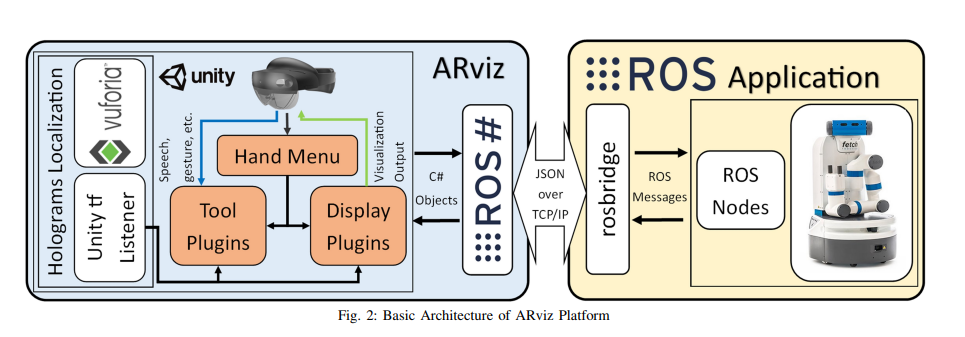 ARviz
unity
vuforia
Holograms Localization
Unity tf
Listener
Speech,
gesture, etc.
Hand Menu
Visualization
Output
Tool
Plugins
Display
Plugins
C#
Objects
ROS#
JSON
over
TCP/IP
ROS Application
rosbridge
ROS
Messages
ROS
Nodes
fetch
Fig. 2: Basic Architecture of ARviz Platform